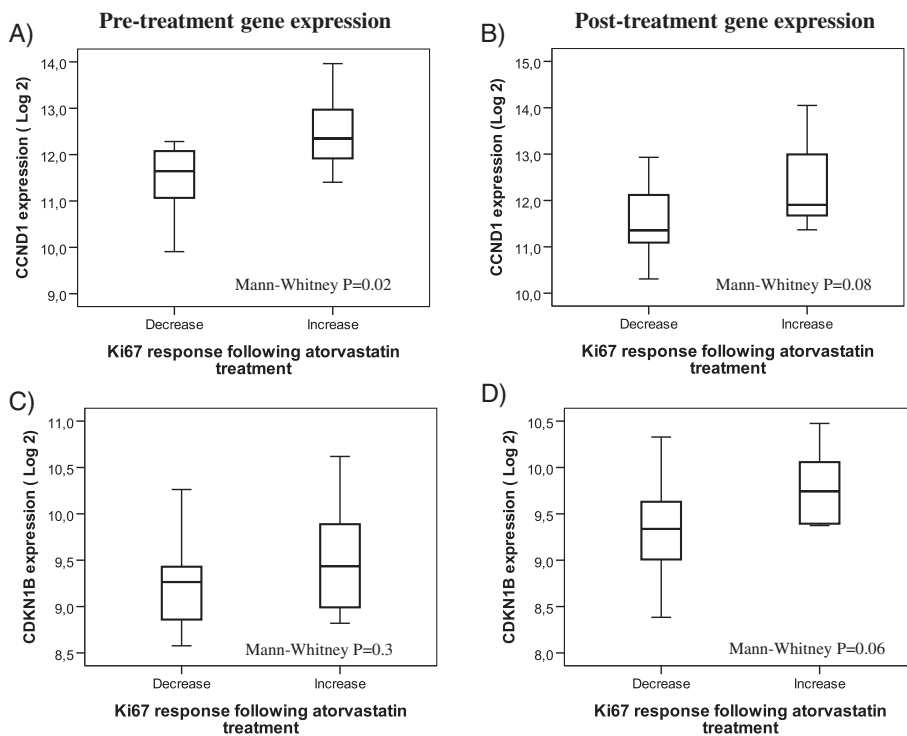 Pre-treatment gene expression
Post-treatment gene expression
A)
CCND1 expression ( Log 2)
14,0
13,0
12,0
11,0
10,0
9,0
Mann-Whitney P=0.02
Decrease
Increase
Ki67 response following atorvastatin
treatment
B)
CCND1 expression (Log 2)
15,0
14,0
13,0
12,0
11,0
10,0
Mann-Whitney P=0.08
Decrease
Increase
Ki67 response following atorvastatin
treatment
C)
CDKN1B expression ( Log 2)
11,0
10,5
10,0
9,5
9,0
8,5
Mann-Whitney P=0.3
Decrease
Increase
Ki67 response following atorvastatin
treatment
D)
CDKN1B expression ( Log 2)
10,5
10,0
9,5
9,0
8,5
8,0
Mann-Whitney P=0.06
Decrease
Increase
Ki67 response following atorvastatin
treatment